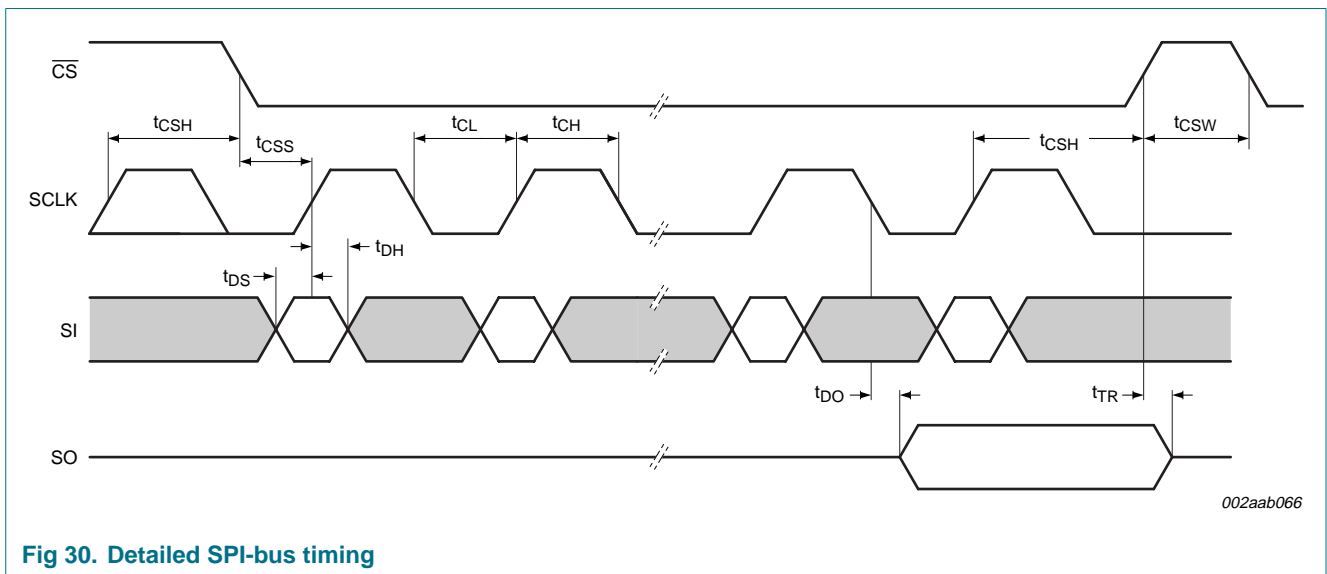 CS
tCSH
tCSS
tCL
tCH
tCSH
tCSW
SCLK
tDH
tDS
SI
tDO
tTR
SO
002aab066
Fig 30. Detailed SPI-bus timing